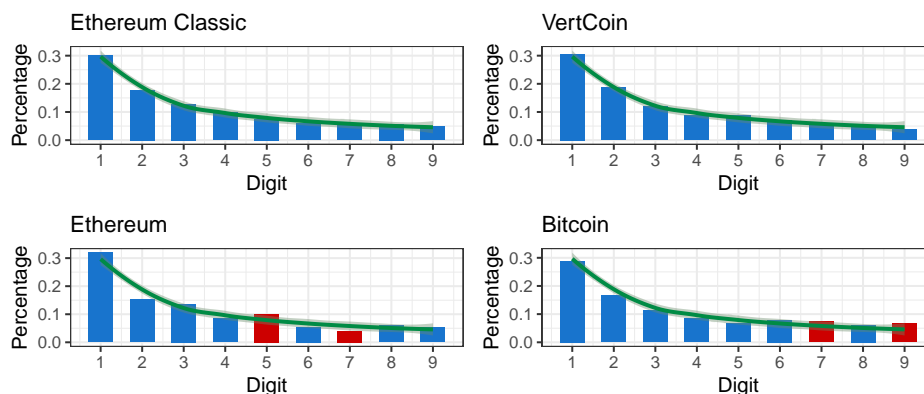 Ethereum Classic
Percentage
0.3
0.2
0.1
0.0
1 2 3 4 5 6 7 8 9
Digit
VertCoin
Percentage
0.3
0.2
0.1
0.0
1 2 3 4 5 6 7 8 9
Digit
Ethereum
Percentage
0.3
0.2
0.1
0.0
1 2 3 4 5 6 7 8 9
Digit
Bitcoin
Percentage
0.3
0.2
0.1
0.0
1 2 3 4 5 6 7 8 9
Digit